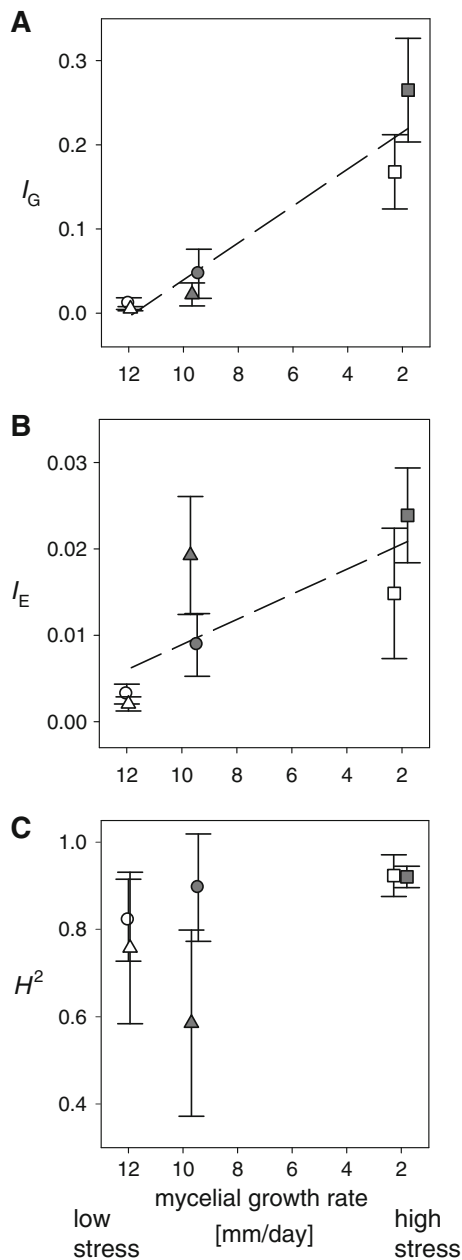 A
0.3
0.2
I_G
0.1
0.0
12 10 8 6 4 2
B
0.03
0.02
I_E
0.01
0.00
12 10 8 6 4 2
C
1.0
0.8
H²
0.6
0.4
12 10 8 6 4 2
mycelial growth rate
low high
[mm/day]
stress stress